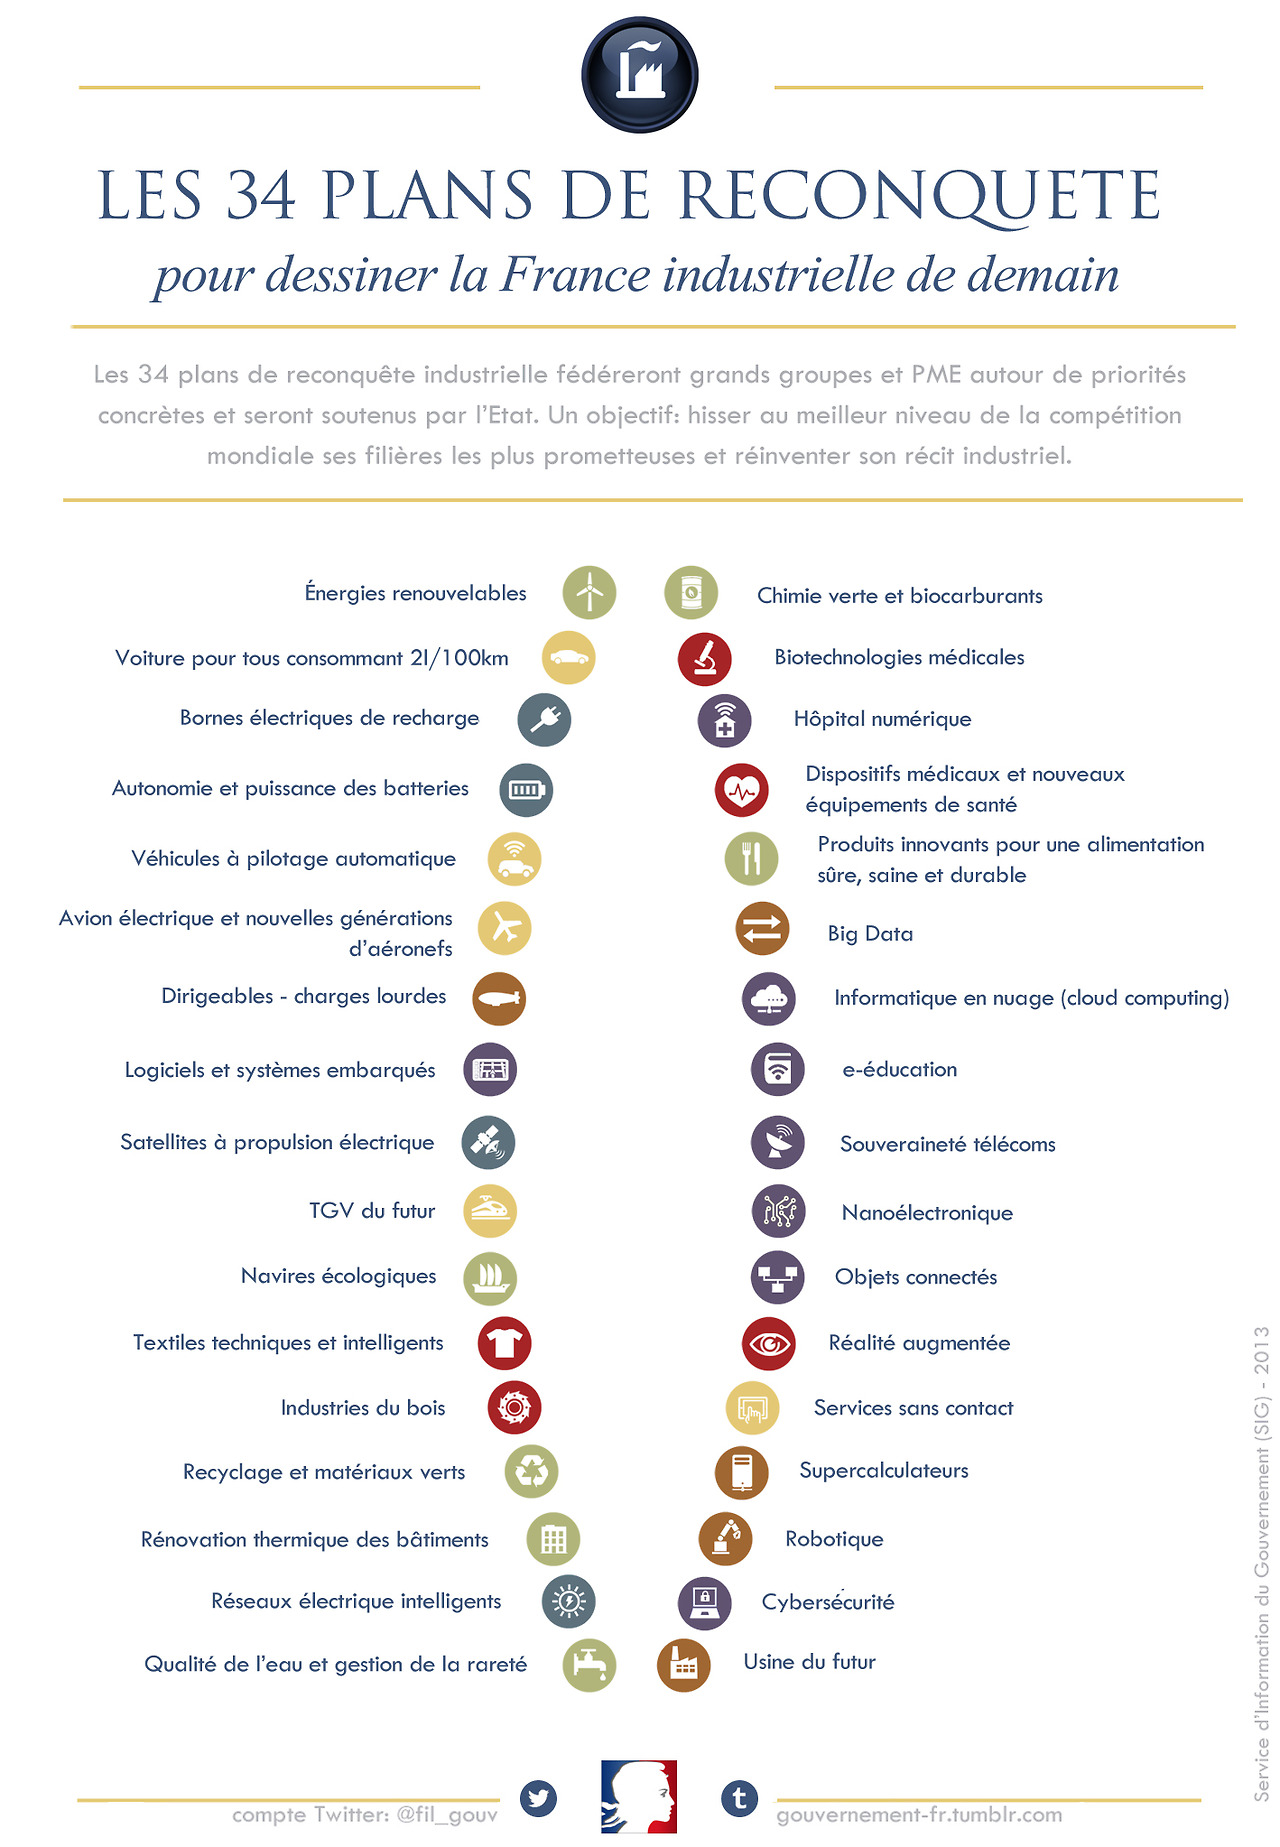 LES 34 PLANS DE RECONQUETE
pour dessiner la France industrielle de demain
Les 34 plans de reconquête industrielle fédéreront grands groupes et PME autour de priorités
concrètes et seront soutenus par l'Etat. Un objectif: hisser au meilleur niveau de la compétition
mondiale ses filières les plus prometteuses et réinventer son récit industriel.
Énergies renouvelables
Voiture pour tous consommant 2l/100km
Bornes électriques de recharge
Autonomie et puissance des batteries
Véhicules à pilotage automatique
Avion électrique et nouvelles générations
d'aéronefs
Dirigeables - charges lourdes
Logiciels et systèmes embarqués
Satellites à propulsion électrique
TGV du futur
Navires écologiques
Textiles techniques et intelligents
Industries du bois
Recyclage et matériaux verts
Rénovation thermique des bâtiments
Réseaux électrique intelligents
Qualité de l'eau et gestion de la rareté
Chimie verte et biocarburants
Biotechnologies médicales
Hôpital numérique
Dispositifs médicaux et nouveaux
équipements de santé
Produits innovants pour une alimentation
sûre, saine et durable
Big Data
Informatique en nuage (cloud computing)
e-éducation
Souveraineté télécoms
Nanoélectronique
Objets connectés
Réalité augmentée
Services sans contact
Supercalculateurs
Robotique
Cybersécurité
Usine du futur
Service d'Information du Gouvernement (SIG) - 2013
compte Twitter: @fil_gouv
t
gouvernement-fr.tumblr.com